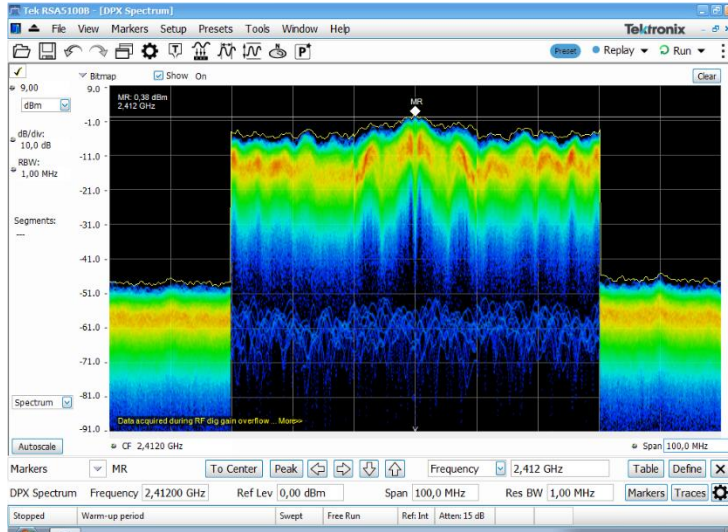 Tek RSA5100B - [DPX Spectrum]
File View Markers Setup Presets Tools Window Help
Tektronix
Preset Replay Run
Bitmap Show On Clear
9,00
dBm
dB/div:
10,0 dB
RBW:
1,00 MHz
Segments:
---
Spectrum
Autoscale
9.0
-1.0
-11.0
-21.0
-31.0
-41.0
-51.0
-61.0
-71.0
-81.0
-91.0
MR: 0,38 dBm
2,412 GHz
MR
Data acquired during RF dig gain overflow ... More>>
CF 2,4120 GHz Span 100,0 MHz
Markers MR To Center Peak Frequency 2,412 GHz Table Define
DPX Spectrum Frequency 2,41200 GHz Ref Lev 0,00 dBm Span 100,0 MHz Res BW 1,00 MHz Markers Traces
Stopped Warm-up period Swept Free Run Ref: Int Atten: 15 dB